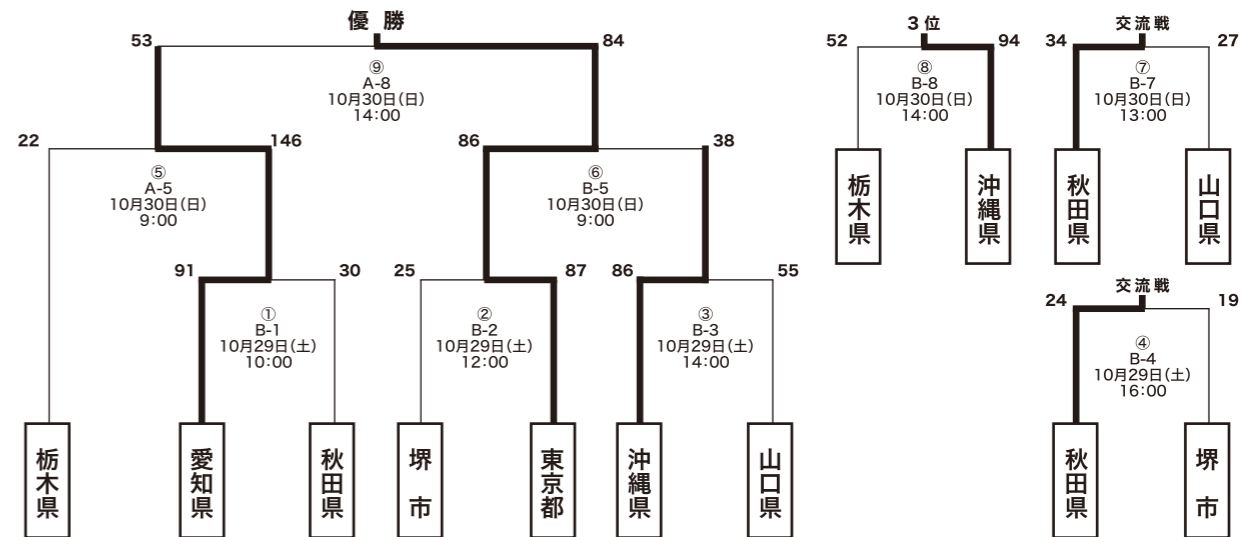 優 勝
53
84
⑨
A-8
10月30日(日)
14:00
22
146
86
38
⑤
A-5
10月30日(日)
9:00
⑥
B-5
10月30日(日)
9:00
91
30
25
87
86
55
①
B-1
10月29日(土)
10:00
②
B-2
10月29日(土)
12:00
③
B-3
10月29日(土)
14:00
栃木県
愛知県
秋田県
堺 市
東京都
沖縄県
山口県
3位
52
94
⑧
B-8
10月30日(日)
14:00
栃木県
沖縄県
交流戦
34
27
⑦
B-7
10月30日(日)
13:00
秋田県
山口県
交流戦
24
19
④
B-4
10月29日(土)
16:00
秋田県
堺 市